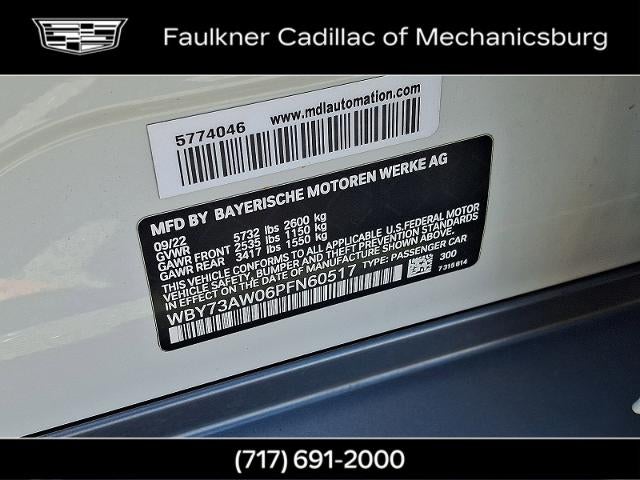 Faulkner Cadillac of Mechanicsburg
www.mdlautomation.com
5774046
MFD BY BAYERISCHE MOTOREN WERKE AG
09/22
GVWR 5732 lbs 2600 kg
GAWR FRONT 2535 lbs 1150 kg
GAWR REAR 3417 lbs 1550 kg
THIS VEHICLE CONFORMS TO ALL APPLICABLE U.S.FEDERAL MOTOR
VEHICLE SAFETY, BUMPER AND THEFT PREVENTION STANDARDS
IN EFFECT ON THE DATE OF MANUFACTURE SHOWN ABOVE.
WBY73AW06PFN60517 TYPE: PASSENGER CAR
300
7315614
(717) 691-2000